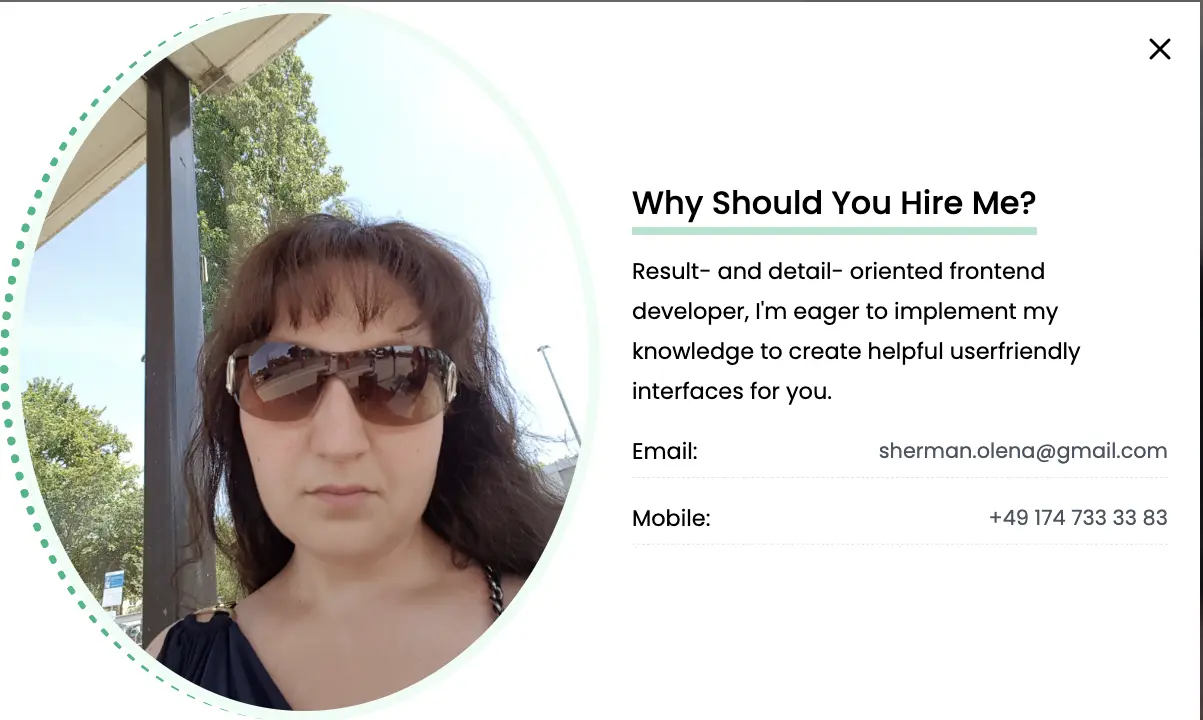 Why Should You Hire Me?
Result- and detail- oriented frontend
developer, I'm eager to implement my
knowledge to create helpful userfriendly
interfaces for you.
Email: sherman.olena@gmail.com
Mobile: +49 174 733 33 83